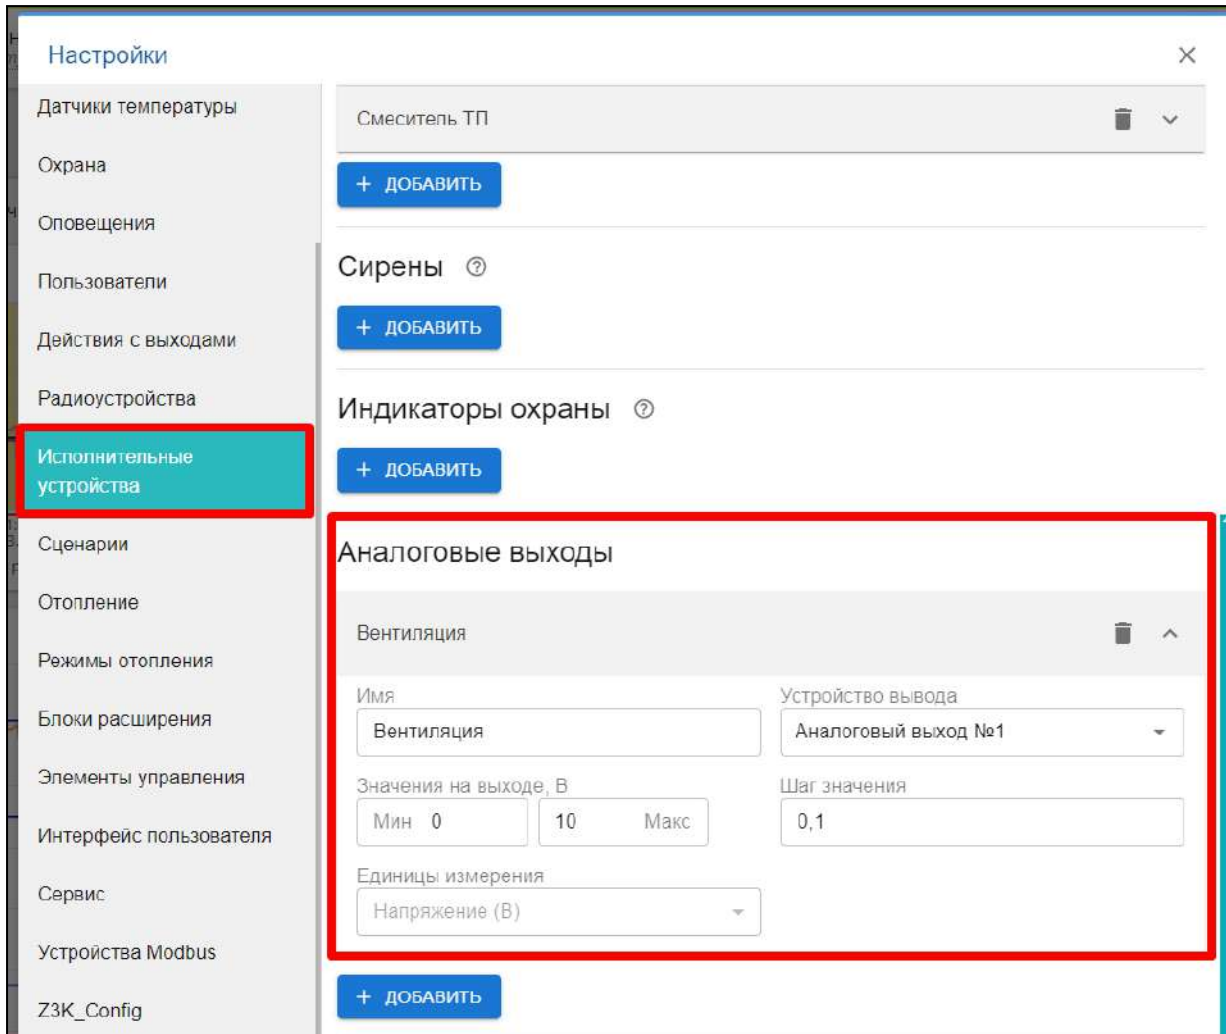 Настройки
Датчики температуры
Охрана
Оповещения
Пользователи
Действия с выходами
Радиоустройства
Исполнительные
устройства
Сценарии
Отопление
Режимы отопления
Блоки расширения
Элементы управления
Интерфейс пользователя
Сервис
Устройства Modbus
Z3K_Config
Смеситель ТП
+ ДОБАВИТЬ
Сирены ?
+ ДОБАВИТЬ
Индикаторы охраны ?
+ ДОБАВИТЬ
Аналоговые выходы
Вентиляция
Имя
Вентиляция
Устройство вывода
Аналоговый выход №1
Значения на выходе, В
Мин 0
10 Макс
Шаг значения
0,1
Единицы измерения
Напряжение (В)
+ ДОБАВИТЬ